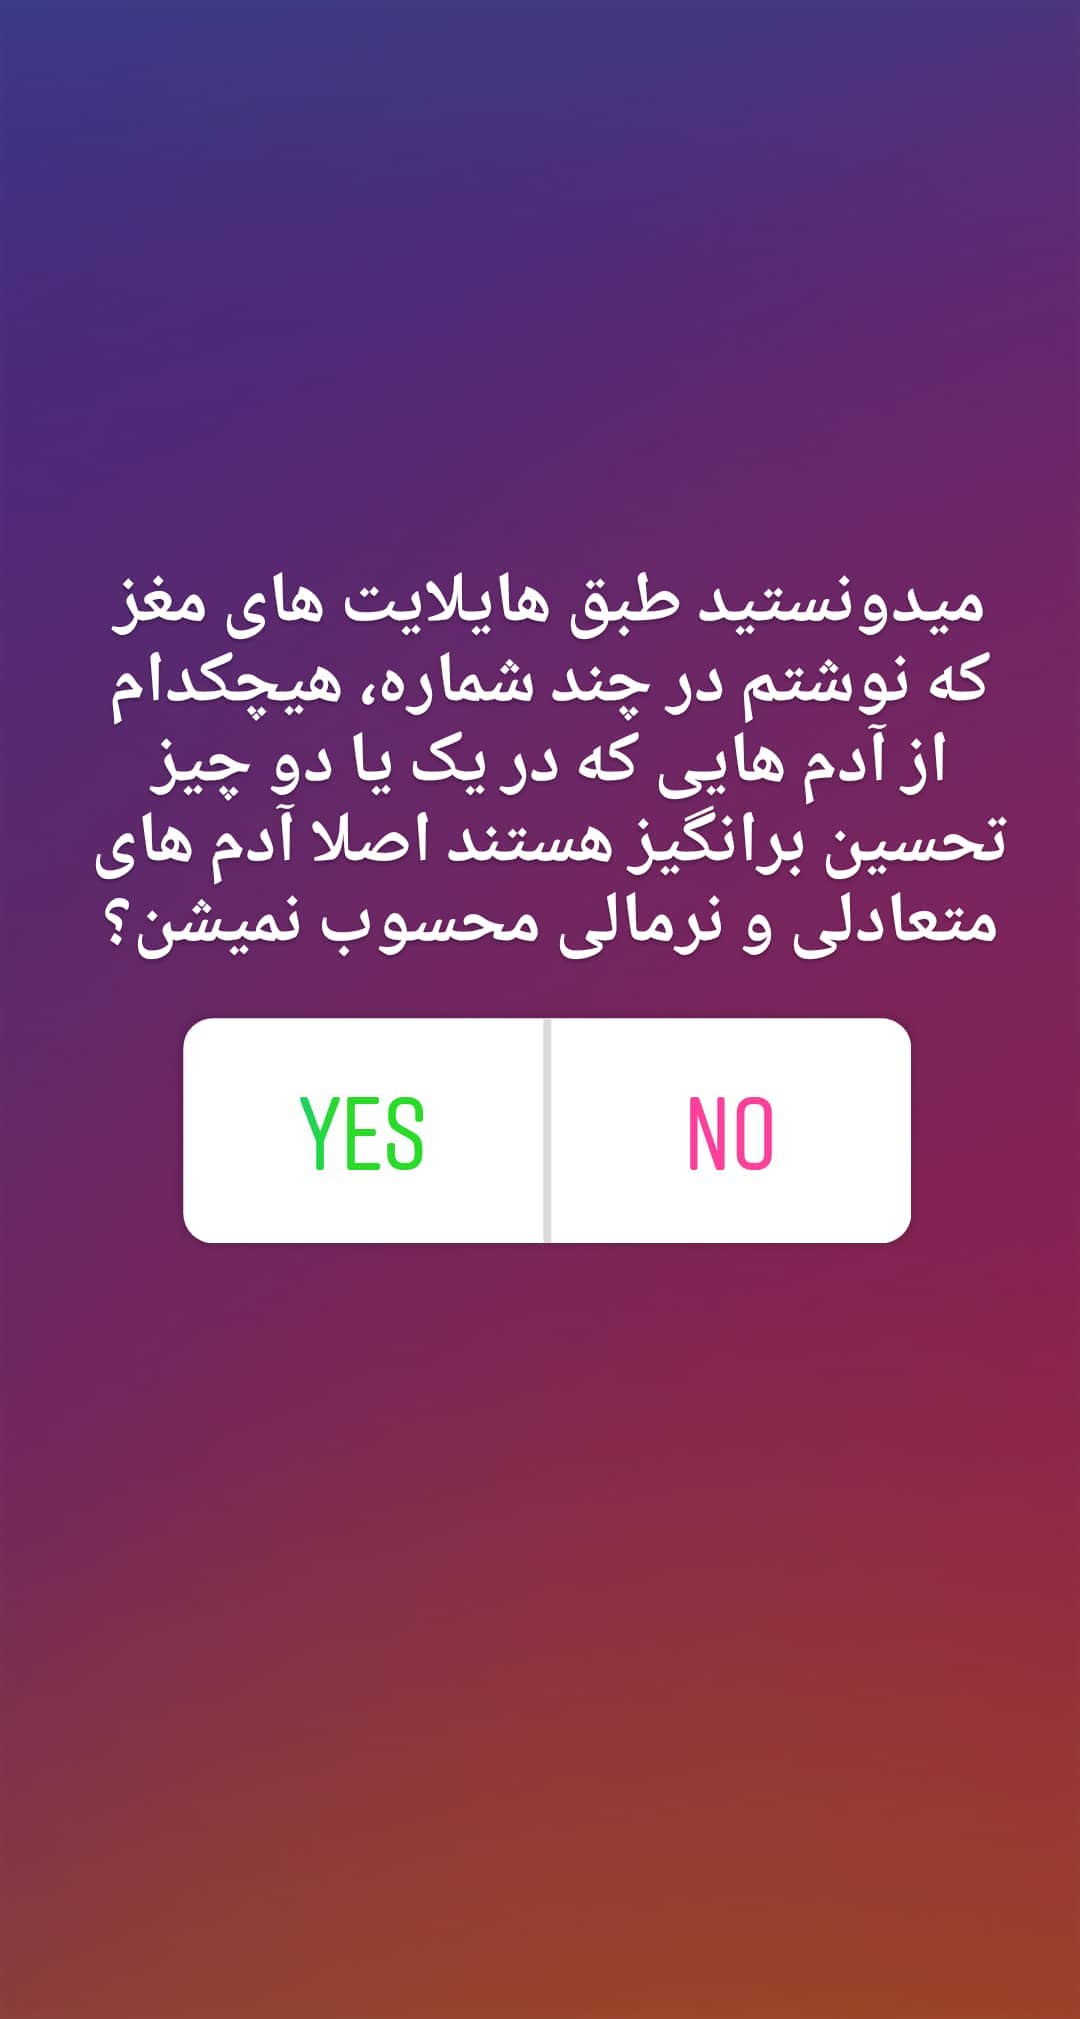 میدونستید طبق هایلایت های مغز
که نوشتم در چند شماره، هیچکدام
از آدم هایی که در یک یا دو چیز
تحسین برانگیز هستند اصلا آدم های
متعادلی و نرمالی محسوب نمیشن؟
YES NO